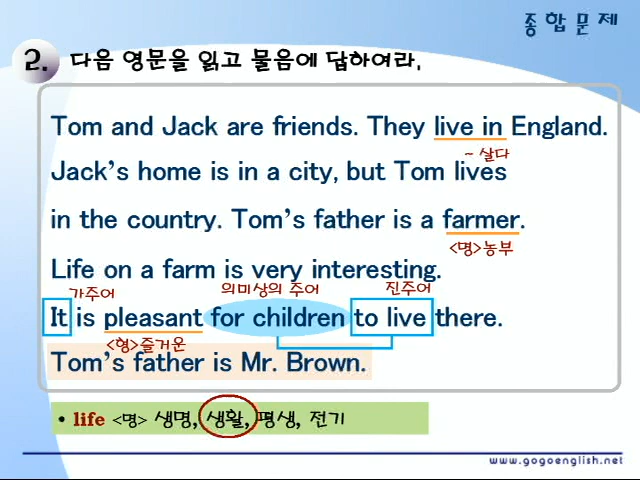 종합문제
2. 다음 영문을 읽고 물음에 답하여라.
Tom and Jack are friends. They live in England.
~ 살다
Jack's home is in a city, but Tom lives
in the country. Tom's father is a farmer.
<명>농부
Life on a farm is very interesting.
가주어 의미상의 주어 진주어
It is pleasant for children to live there.
<형>즐거운
Tom's father is Mr. Brown.
• life <명> 생명, 생활, 평생, 전기
www.gogoenglish.net